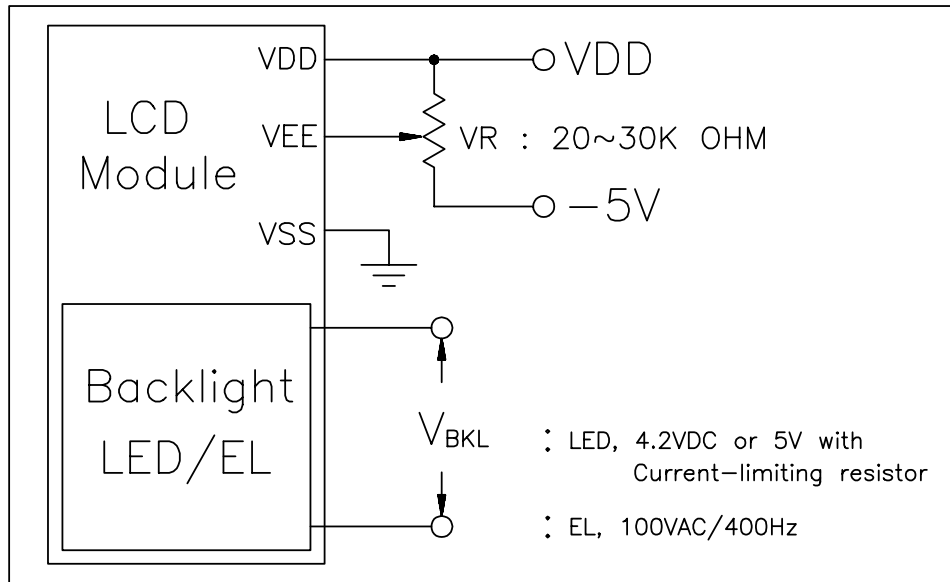 VDD
VDD
LCD
Module
VEE
VR : 20~30K OHM
-5V
VSS
Backlight
LED/EL
VBKL
: LED, 4.2VDC or 5V with
Current-limiting resistor
: EL, 100VAC/400Hz